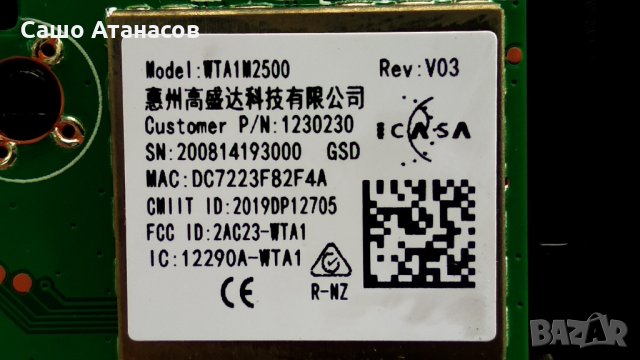 Сашо Атанасов
Model:WTA1M2500 Rev:V03
惠州高盛达科技有限公司
Customer P/N:1230230
ICASA
SN:200814193000 GSD
MAC:DC7223F82F4A
CMIIT ID:2019DP12705
FCC ID:2AC23-WTA1
IC:12290A-WTA1
R-NZ
CE
BAZAR